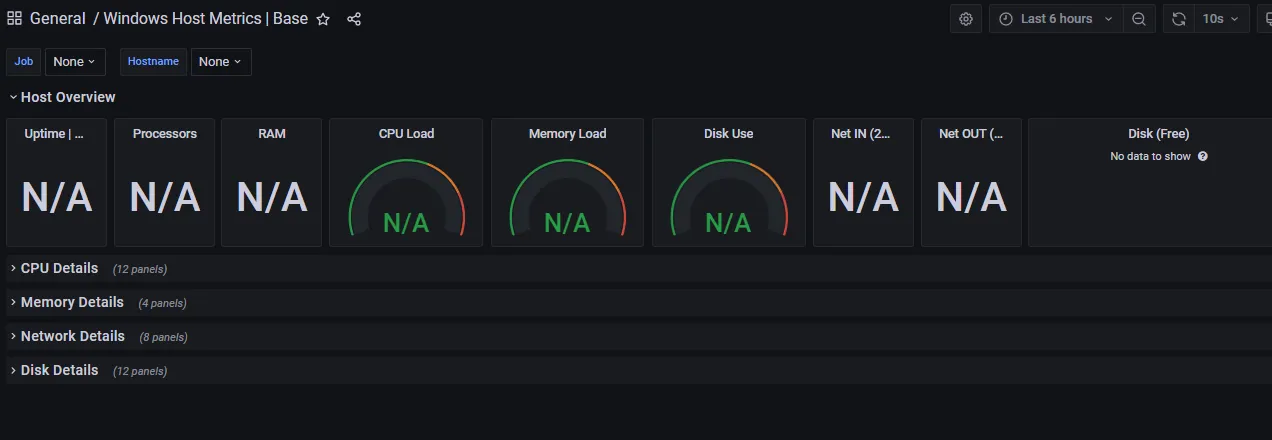 General / Windows Host Metrics | Base
Last 6 hours
10s
Job
None
Hostname
None
Host Overview
Uptime | ...
Processors
RAM
CPU Load
Memory Load
Disk Use
Net IN (2...
Net OUT (...
Disk (Free)
N/A
N/A
N/A
N/A
N/A
N/A
N/A
N/A
No data to show
CPU Details (12 panels)
Memory Details (4 panels)
Network Details (8 panels)
Disk Details (12 panels)